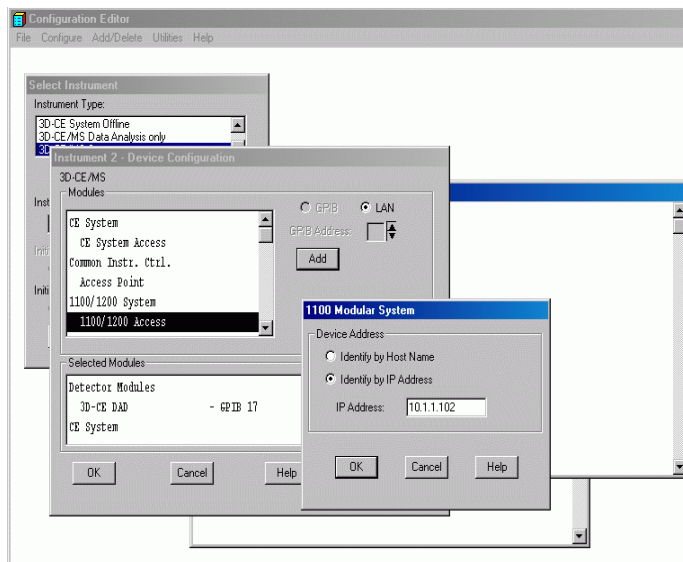 Configuration Editor
File Configure Add/Delete Utilities Help
Select Instrument
Instrument Type:
3D-CE System Offline
3D-CE/MS Data Analysis only
Instrument 2 - Device Configuration
3D-CE/MS
Modules
CE System
CE System Access
Common Instr. Ctrl.
Access Point
1100/1200 System
1100/1200 Access
GPIB LAN
GPIB Address:
Add
Selected Modules
Detector Modules
3D-CE DAD - GPIB 17
CE System
OK Cancel Help
1100 Modular System
Device Address
Identify by Host Name
Identify by IP Address
IP Address: 10.1.1.102
OK Cancel Help
Inst
Initi
Initi